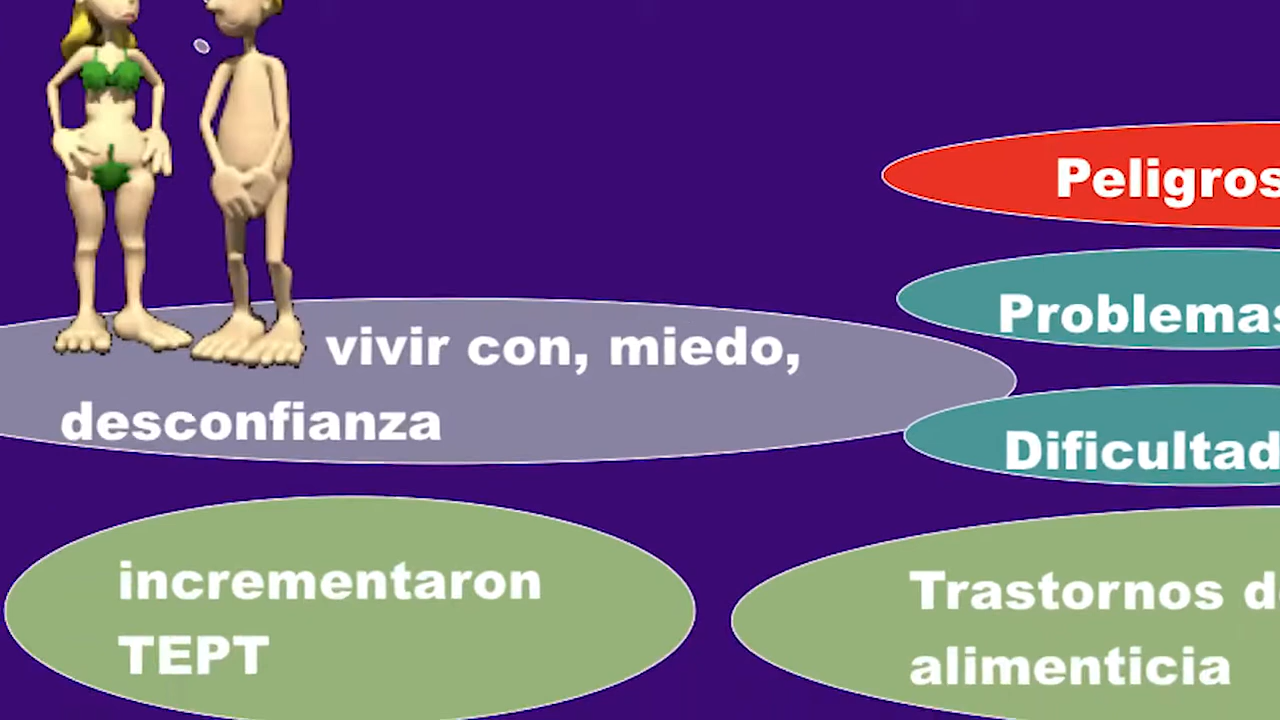 Peligros
Problemas
vivir con, miedo,
desconfianza
Dificultad
incrementaron
TEPT
Trastornos d
alimenticia